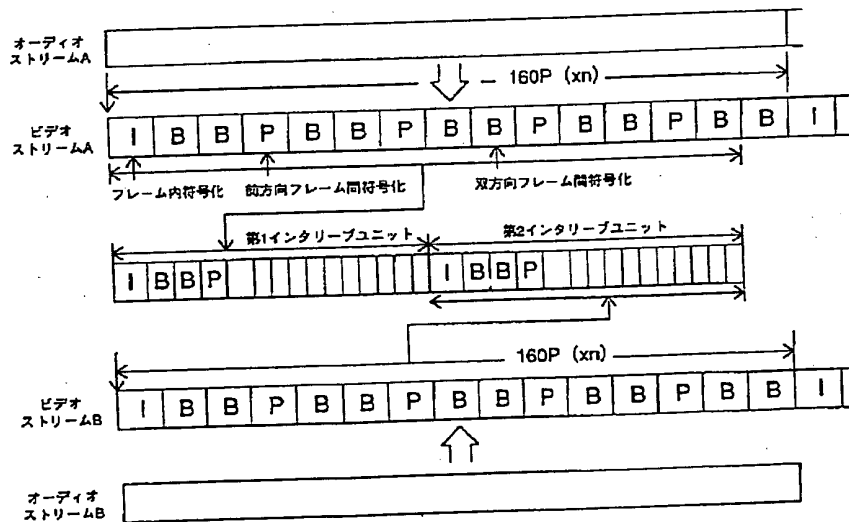 オーディオ
ストリームA
160P (xn)
ビデオ
ストリームA
I B B P B B P B B P B B P B B I
フレーム内符号化
前方向フレーム間符号化
双方向フレーム間符号化
第1インタリーブユニット
第2インタリーブユニット
I B B P
I B B P
160P (xn)
ビデオ
ストリームB
I B B P B B P B B P B B P B B I
オーディオ
ストリームB